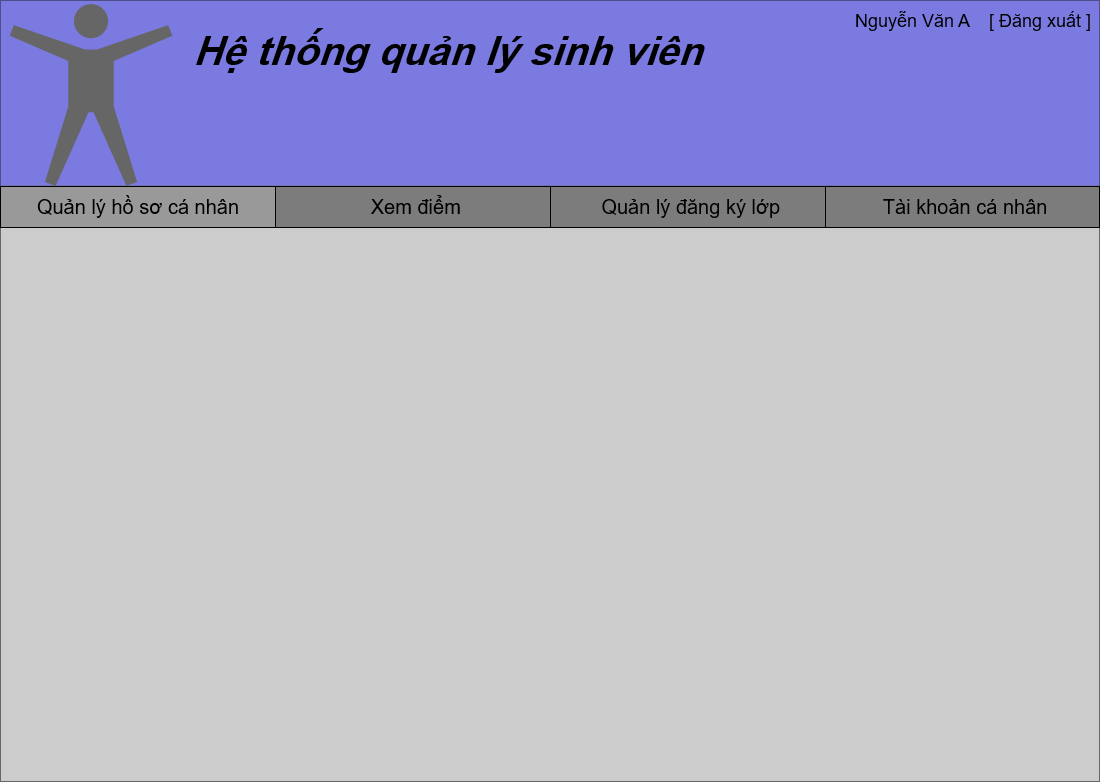 Nguyễn Văn A [ Đăng xuất ]
Hệ thống quản lý sinh viên
Quản lý hồ sơ cá nhân
Xem điểm
Quản lý đăng ký lớp
Tài khoản cá nhân